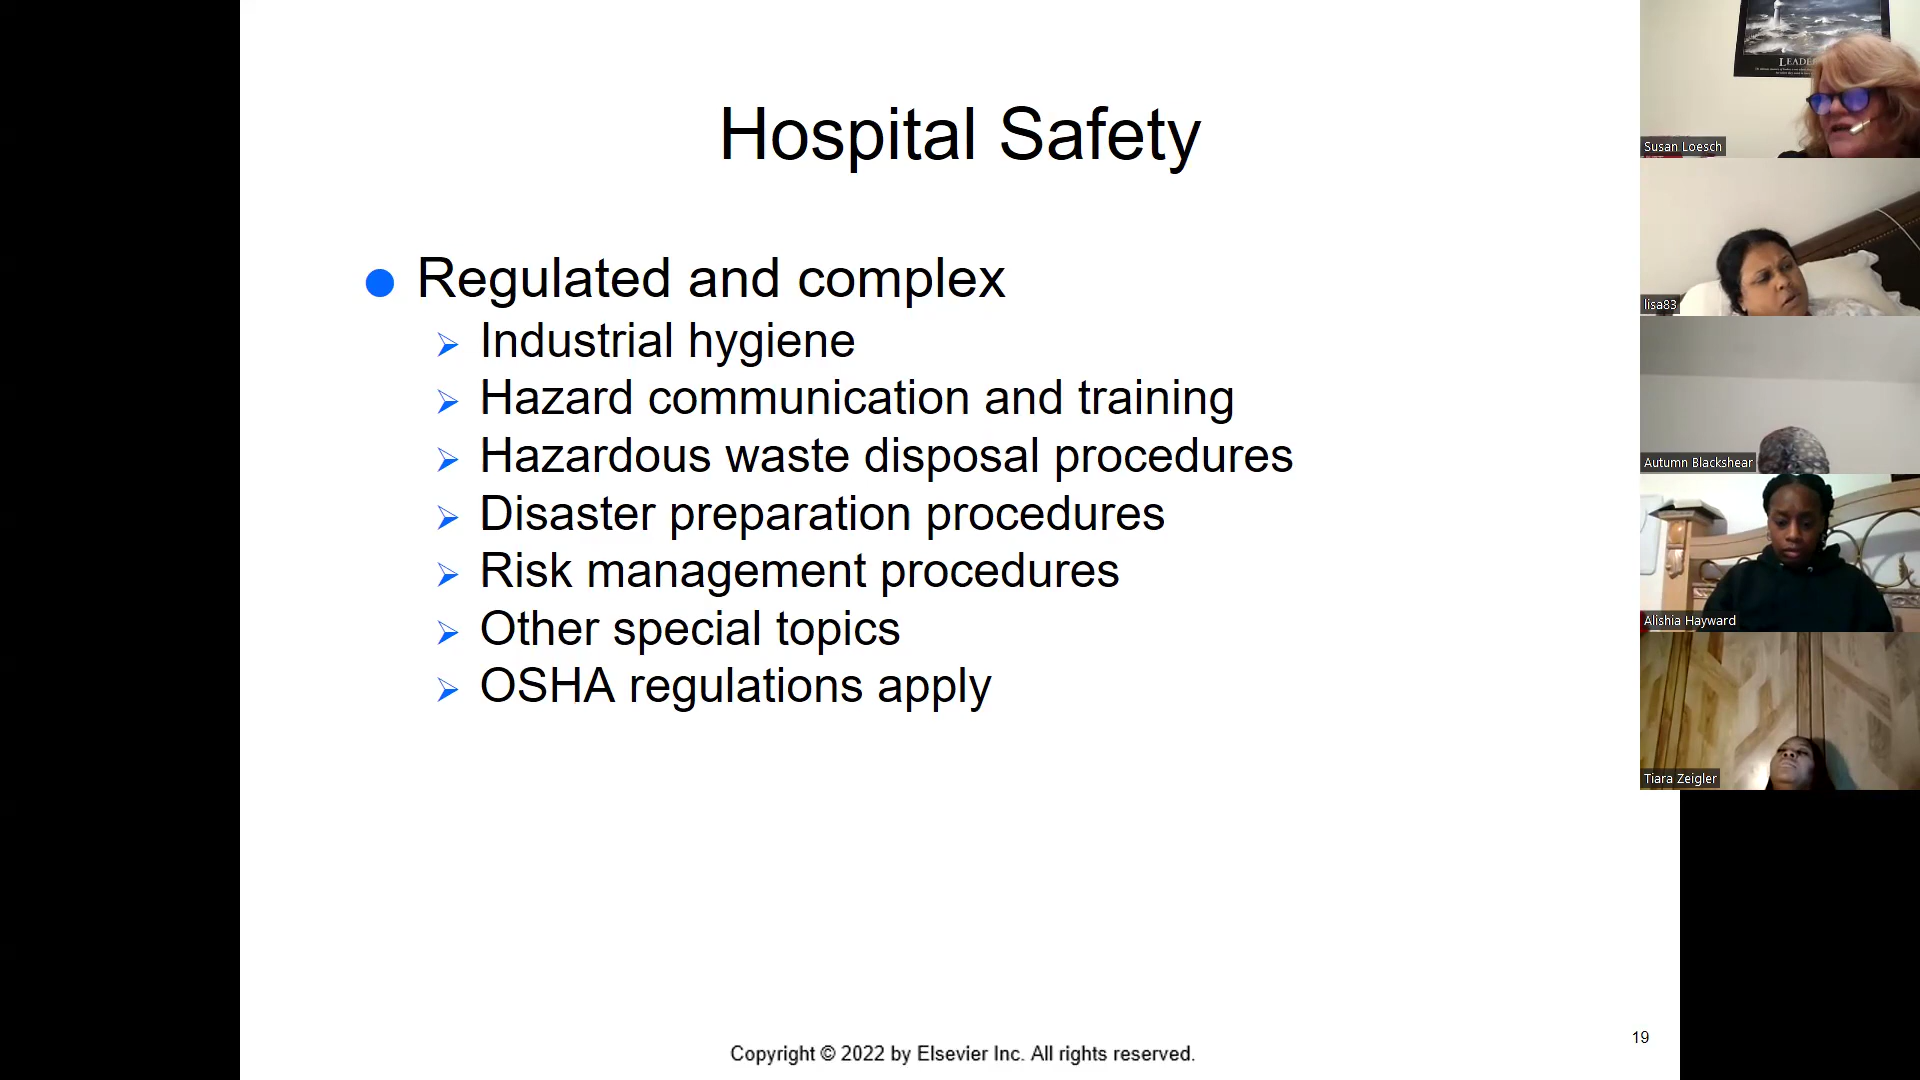 Hospital Safety
Regulated and complex
Industrial hygiene
Hazard communication and training
Hazardous waste disposal procedures
Disaster preparation procedures
Risk management procedures
Other special topics
OSHA regulations apply
19
Copyright © 2022 by Elsevier Inc. All rights reserved.
Susan Loesch
lisa83
Autumn Blackshear
Alishia Hayward
Tiara Zeigler